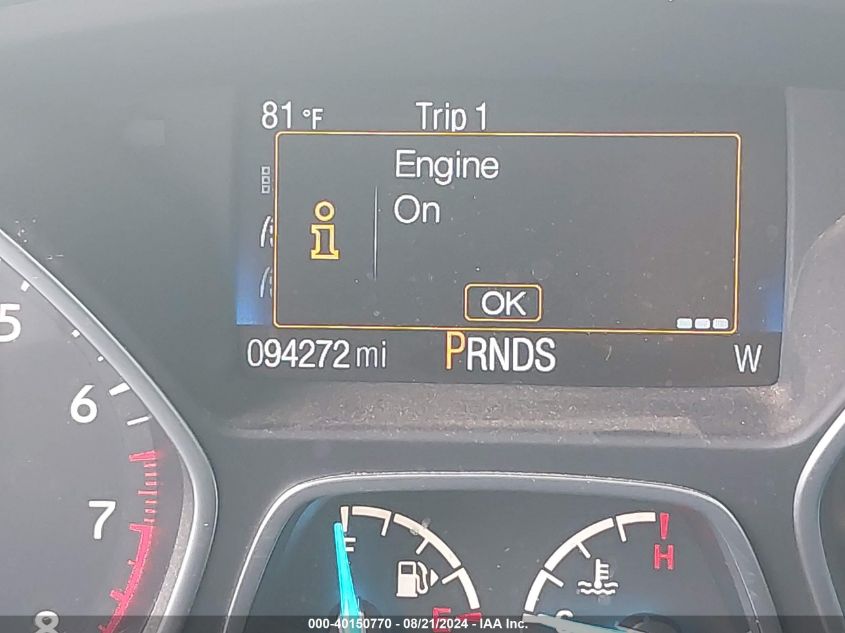 81 °F Trip 1
Engine
On
OK
094272 mi PRNDS W
5
6
7
8
F
E
H
C
000-40150770 - 08/21/2024 - IAA Inc.